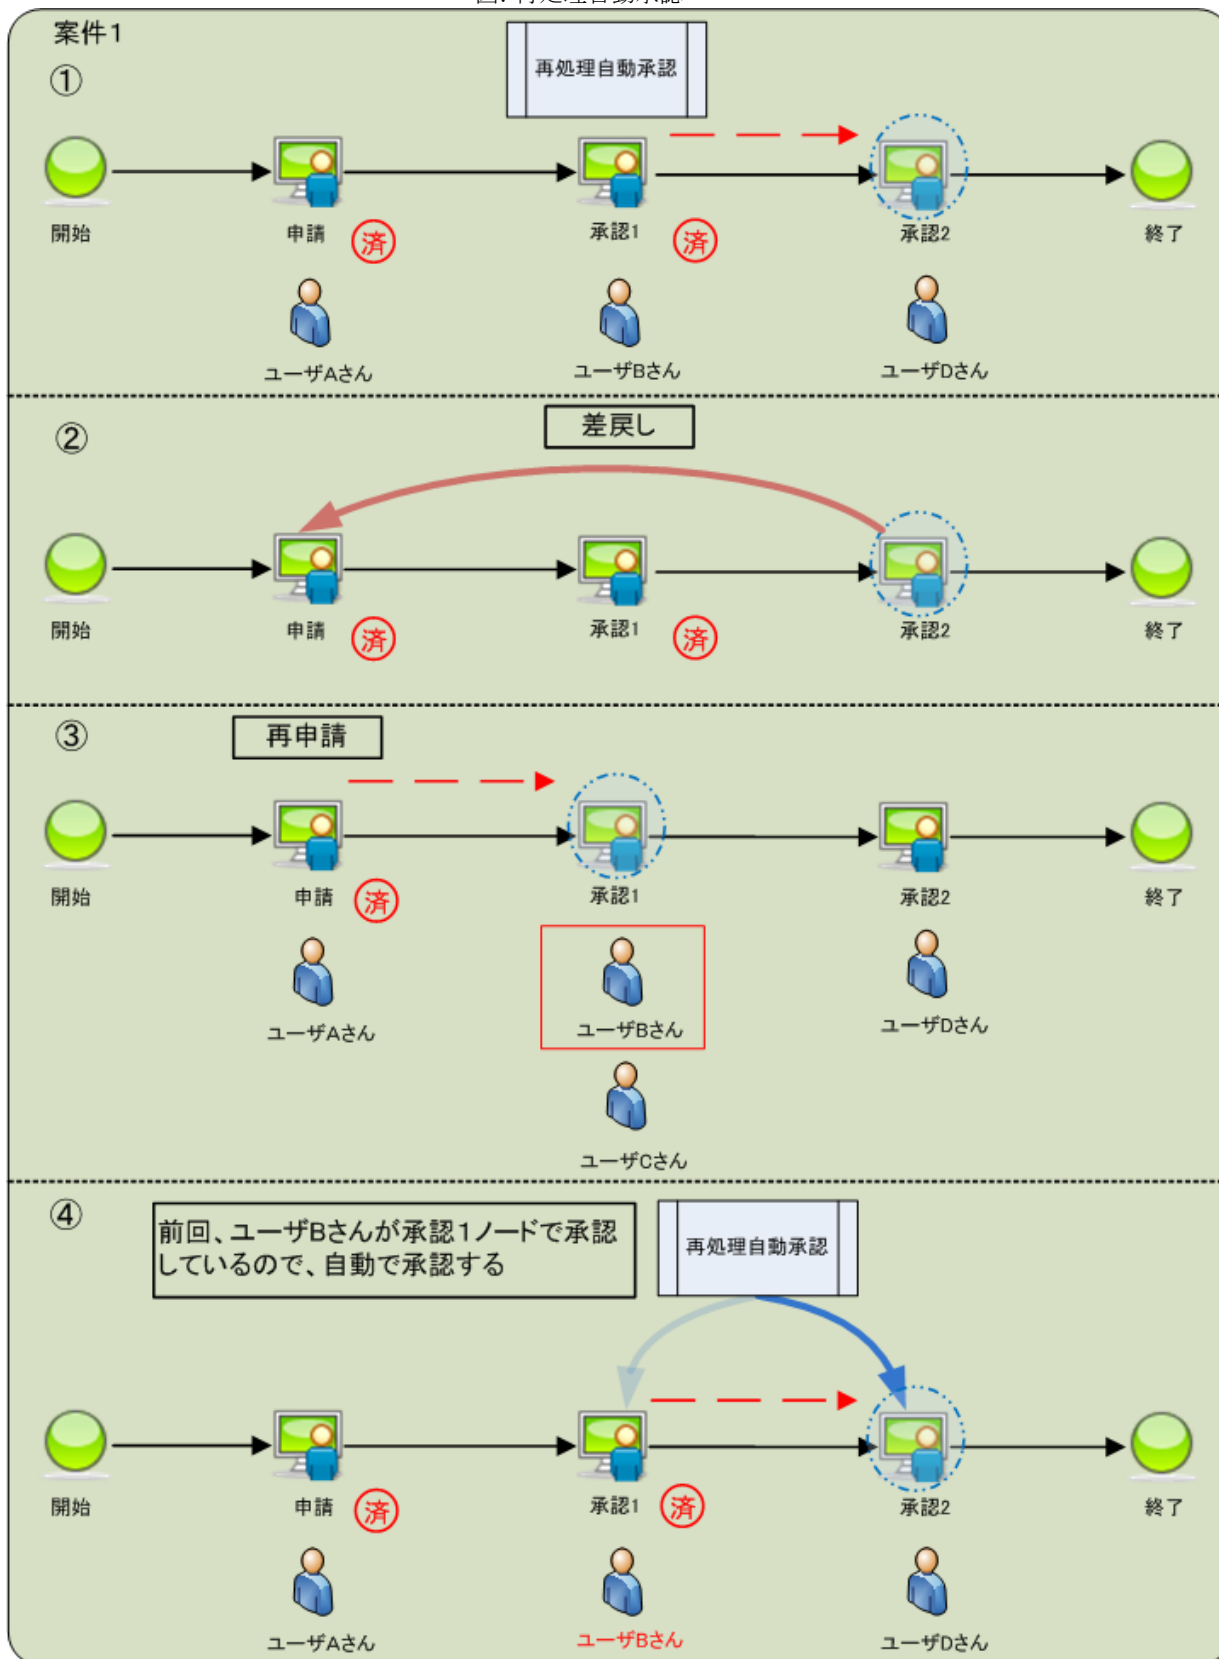 図: 再処理自動承認
案件1
①
再処理自動承認
開始
申請
済
承認1
済
承認2
終了
ユーザAさん
ユーザBさん
ユーザDさん
②
差戻し
開始
申請
済
承認1
済
承認2
終了
③
再申請
開始
申請
済
承認1
承認2
終了
ユーザAさん
ユーザBさん
ユーザDさん
ユーザCさん
④
前回、ユーザBさんが承認1ノードで承認
しているので、自動で承認する
再処理自動承認
開始
申請
済
承認1
済
承認2
終了
ユーザAさん
ユーザBさん
ユーザDさん